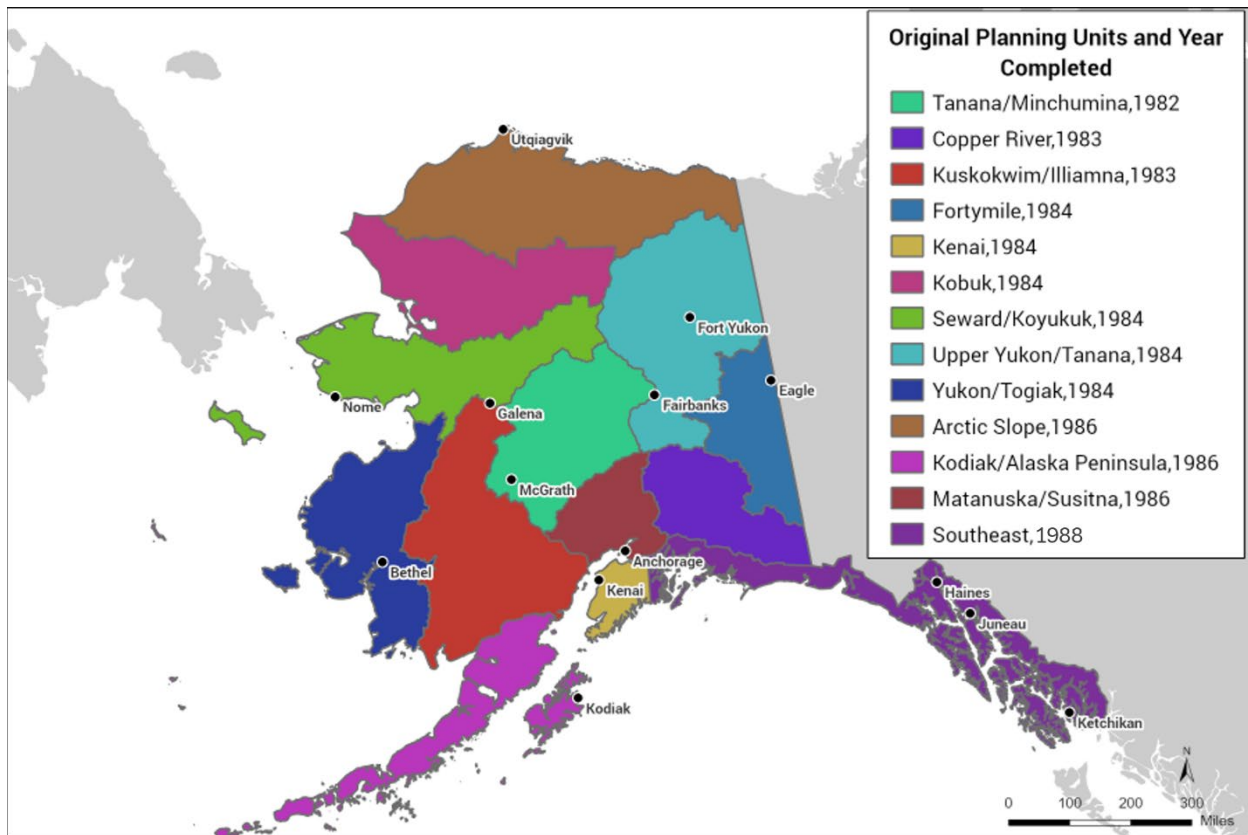 Original Planning Units and Year
Completed
Tanana/Minchumina,1982
Copper River,1983
Kuskokwim/Illiamna,1983
Fortymile,1984
Kenai,1984
Kobuk,1984
Seward/Koyukuk,1984
Upper Yukon/Tanana,1984
Yukon/Togiak,1984
Arctic Slope,1986
Kodiak/Alaska Peninsula,1986
Matanuska/Susitna,1986
Southeast,1988
Utqiagvik
Fort Yukon
Eagle
Nome
Galena
Fairbanks
McGrath
Anchorage
Bethel
Kenai
Haines
Juneau
Kodiak
Ketchikan
N
0 100 200 300
Miles